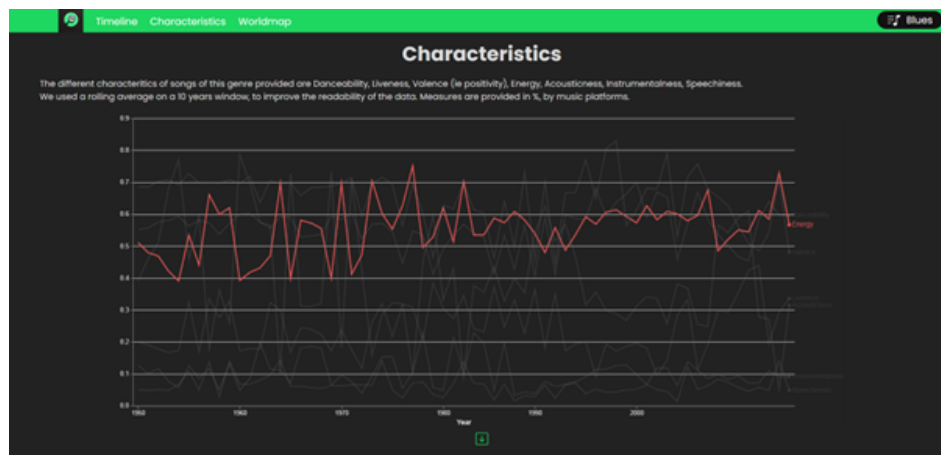 Timeline Characteristics Worldmap
Blues
Characteristics
The different characteritics of songs of this genre provided are Danceability, Liveness, Valence (ie positivity), Energy, Acousticness, Instrumentalness, Speechiness.
We used a rolling average on a 10 years window, to improve the readability of the data. Measures are provided in %, by music platforms.
0.9
0.8
0.7
0.6
0.5
0.4
0.3
0.2
0.1
0.0
Energy
1960 1970 1980 1990 2000
Year